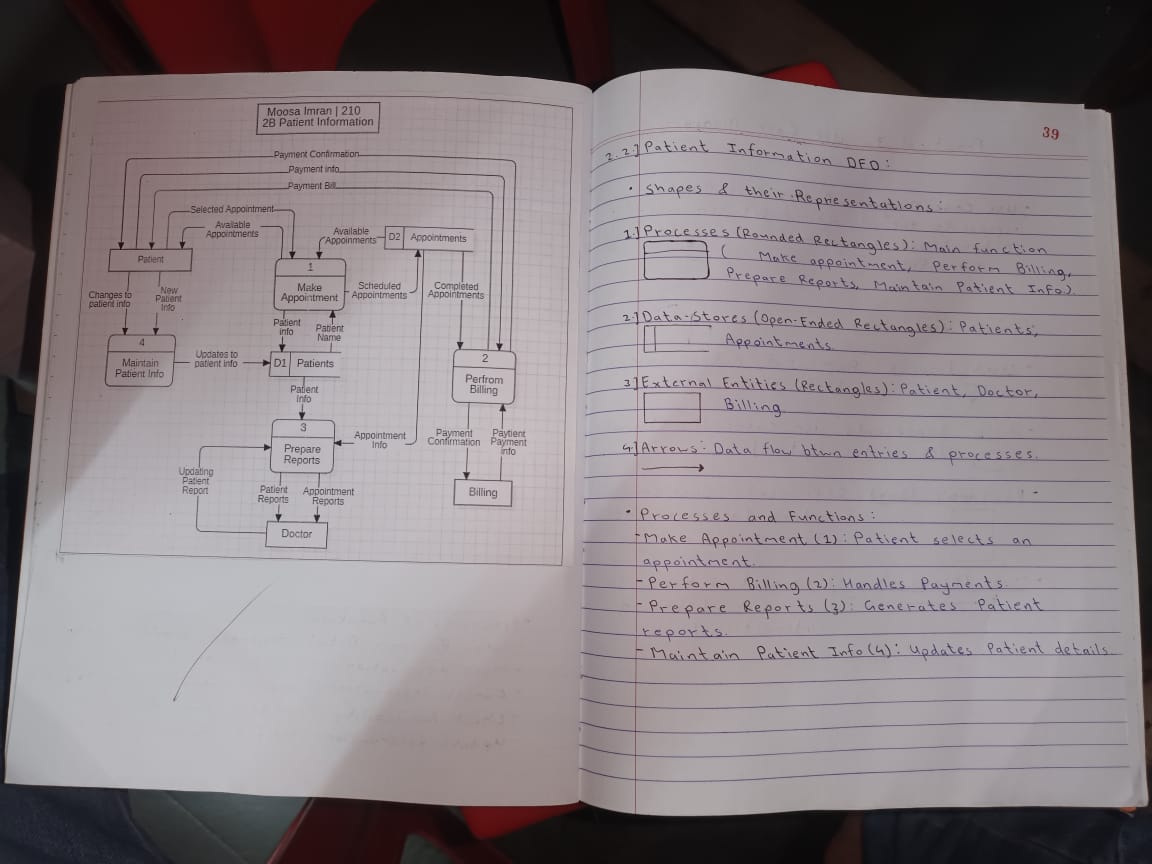 Moosa Imran | 210
2B Patient Information
Payment Confirmation
Payment info
Payment Bill
Selected Appointment
Available
Appointments
Available
Appoinments
D2 Appointments
Patient
1
Make
Appointment
Scheduled
Appointments
Completed
Appointments
Changes to
patient info
New
Patient
Info
Patient
info
Patient
Name
4
Maintain
Patient Info
Updates to
patient info
D1 Patients
2
Perfrom
Billing
Patient
Info
3
Prepare
Reports
Appointment
Info
Payment
Confirmation
Paytient
Payment
info
Updating
Patient
Report
Patient
Reports
Appointment
Reports
Billing
Doctor
39
2.2.] Patient Information DFD:
• Shapes & their Representations:
1.] Processes (Rounded Rectangles): Main function
( Make appointment, Perform Billing,
Prepare Reports, Maintain Patient Info).
2.] Data-Stores (Open-Ended Rectangles): Patients,
Appointments
3] External Entities (Rectangles): Patient, Doctor,
Billing
4] Arrows: Data flow btwn entries & processes.
• Processes and Functions:
- Make Appointment (1): Patient selects an
appointment.
- Perform Billing (2): Handles Payments
- Prepare Reports (3): Generates Patient
reports.
- Maintain Patient Info (4): Updates Patient details.